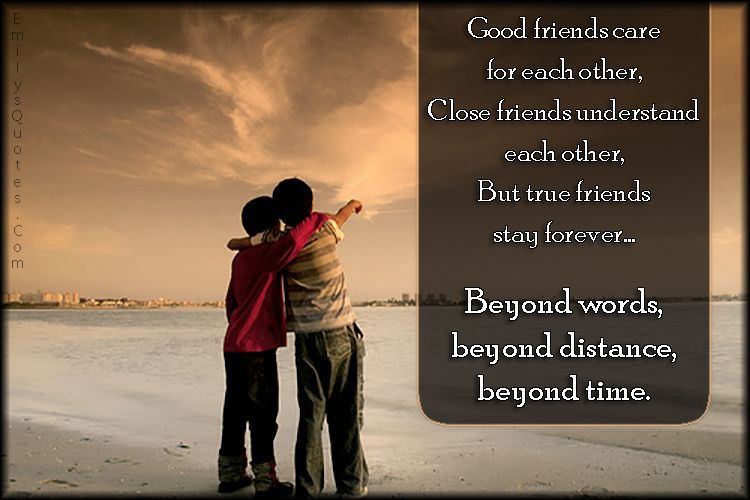 EmilysQuotes.Com
Good friends care
for each other,
Close friends understand
each other,
But true friends
stay forever...
Beyond words,
beyond distance,
beyond time.